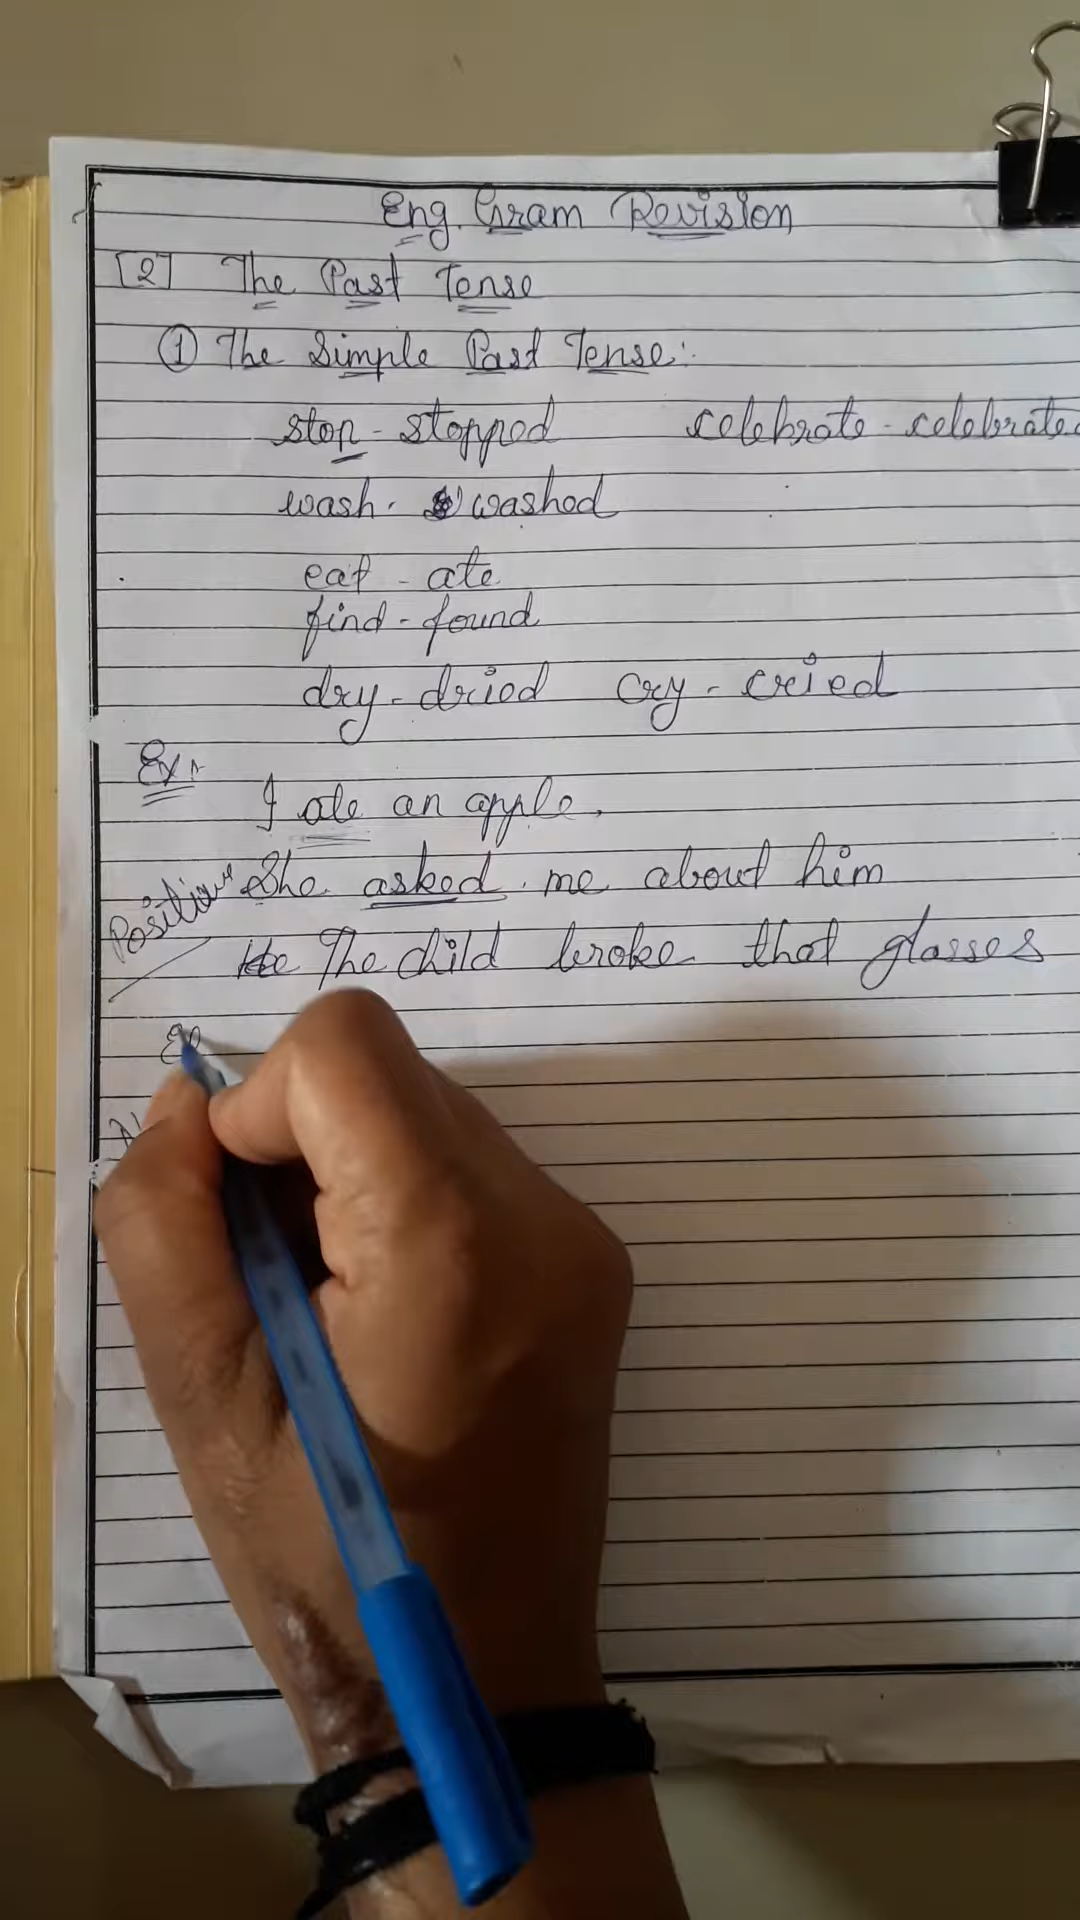 Eng. Gram Revision
[2] The Past Tense
① The Simple Past Tense:
stop - stopped celebrate - celebrate
wash - washed
eat - ate
find - found
dry - dried cry - cried
Ex:
I ate an apple.
Positive She asked me about him
He The child broke that glasses
Ex